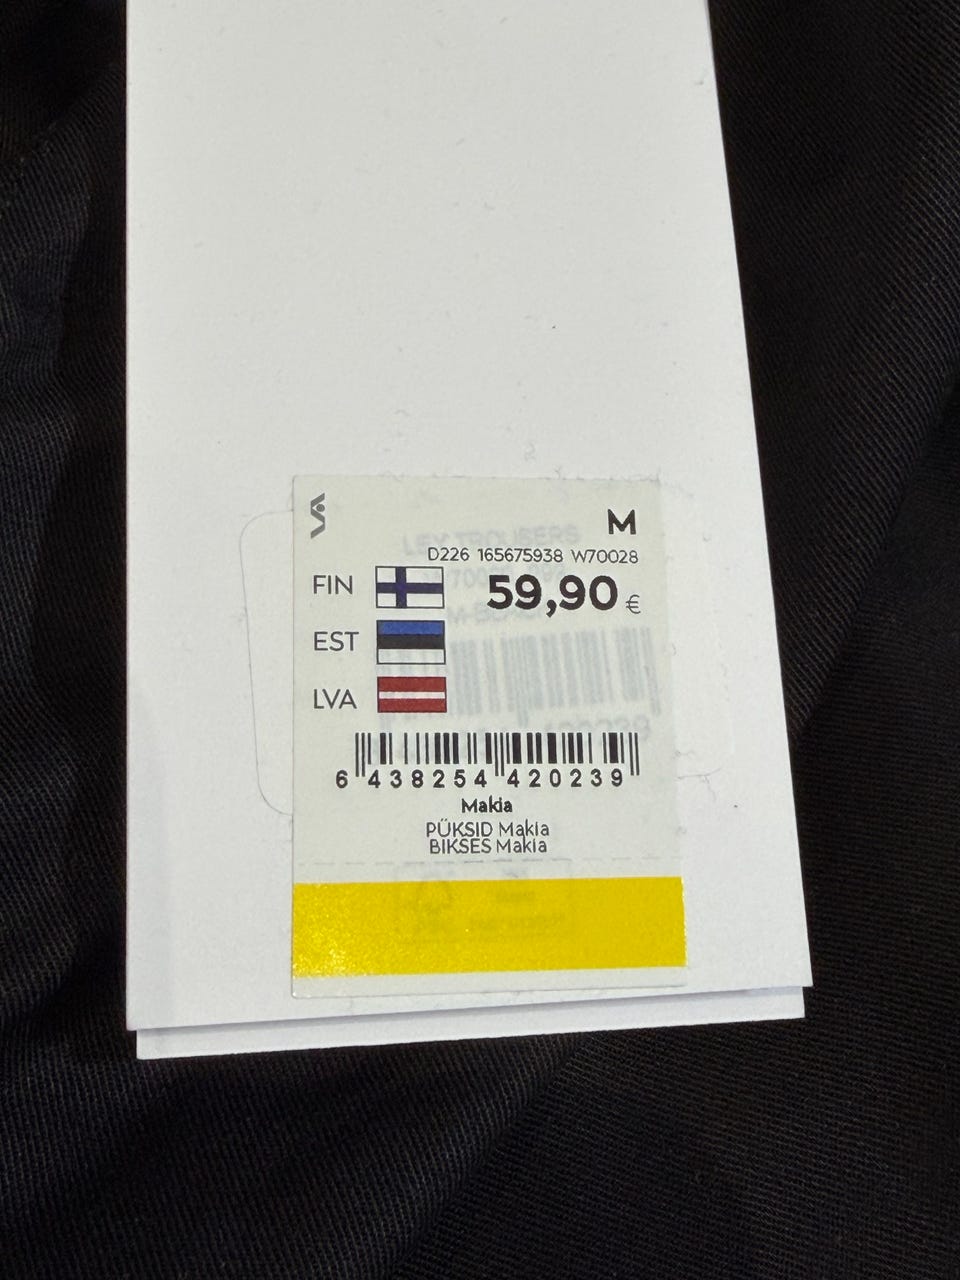 M
D226 165675938 W70028
FIN 59,90 €
EST
LVA
6 438254 420239
Makia
PÜKSID Makia
BIKSES Makia